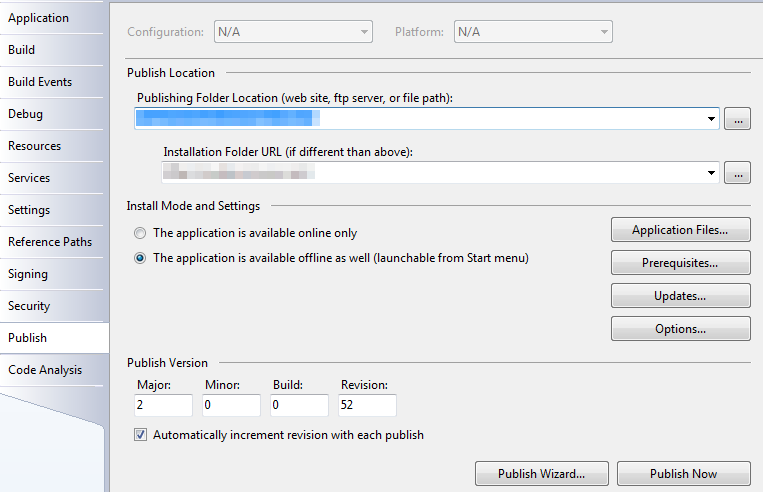 Application
Build
Build Events
Debug
Resources
Services
Settings
Reference Paths
Signing
Security
Publish
Code Analysis
Configuration: N/A Platform: N/A
Publish Location
Publishing Folder Location (web site, ftp server, or file path):
...
Installation Folder URL (if different than above):
...
Install Mode and Settings
The application is available online only
The application is available offline as well (launchable from Start menu)
Application Files...
Prerequisites...
Updates...
Options...
Publish Version
Major: Minor: Build: Revision:
2 0 0 52
Automatically increment revision with each publish
Publish Wizard... Publish Now